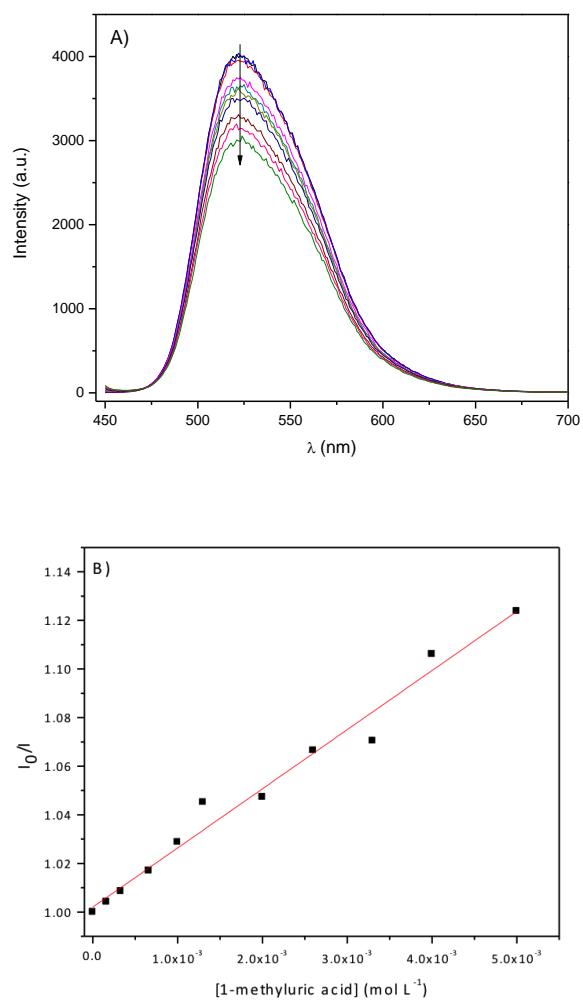 A)
Intensity (a.u.)
4000
3000
2000
1000
0
450 500 550 600 650 700
λ (nm)
B)
I₀/I
1.14
1.12
1.10
1.08
1.06
1.04
1.02
1.00
0.0 1.0x10⁻³ 2.0x10⁻³ 3.0x10⁻³ 4.0x10⁻³ 5.0x10⁻³
[1-methyluric acid] (mol L⁻¹)